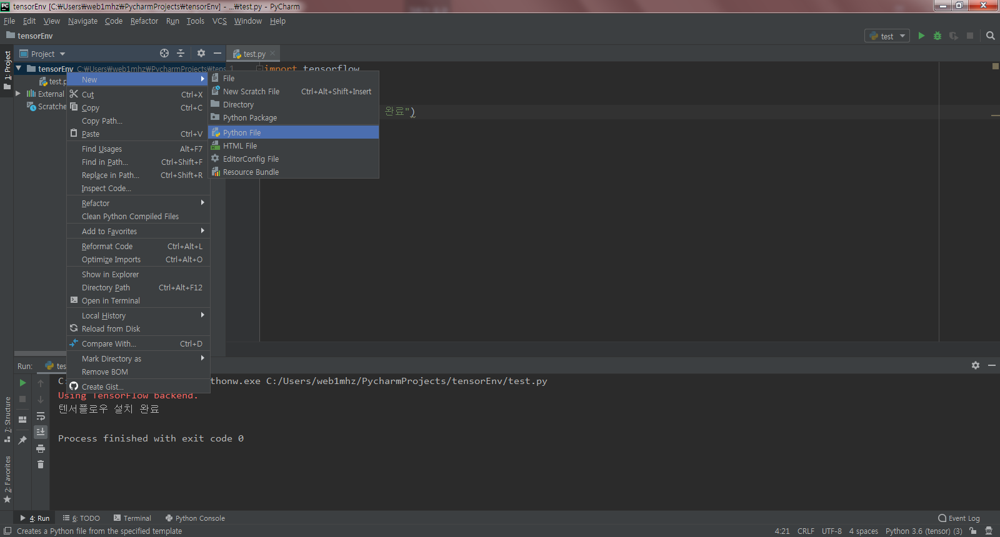 tensorEnv [C:₩Users₩web1mhz₩PycharmProjects₩tensorEnv] - ...₩test.py - PyCharm
File Edit View Navigate Code Refactor Run Tools VCS Window Help
tensorEnv
test
Project
test.py
1: Project
tensorEnv C:₩Users₩web1mhz₩PycharmProjects₩tens
1
import tensorflow
test.p
External
Scratche
완료")
New
Cut Ctrl+X
Copy Ctrl+C
Copy Path...
Paste Ctrl+V
Find Usages Alt+F7
Find in Path... Ctrl+Shift+F
Replace in Path... Ctrl+Shift+R
Inspect Code...
Refactor
Clean Python Compiled Files
Add to Favorites
Reformat Code Ctrl+Alt+L
Optimize Imports Ctrl+Alt+O
Show in Explorer
Directory Path Ctrl+Alt+F12
Open in Terminal
Local History
Reload from Disk
Compare With... Ctrl+D
Mark Directory as
Remove BOM
Create Gist...
File
New Scratch File Ctrl+Alt+Shift+Insert
Directory
Python Package
Python File
HTML File
EditorConfig File
Resource Bundle
Run: tes
C: thonw.exe C:/Users/web1mhz/PycharmProjects/tensorEnv/test.py
Using TensorFlow backend.
텐서플로우 설치 완료
Process finished with exit code 0
7: Structure
2: Favorites
4: Run 6: TODO Terminal Python Console Event Log
Creates a Python file from the specified template 4:21 CRLF UTF-8 4 spaces Python 3.6 (tensor) (3)